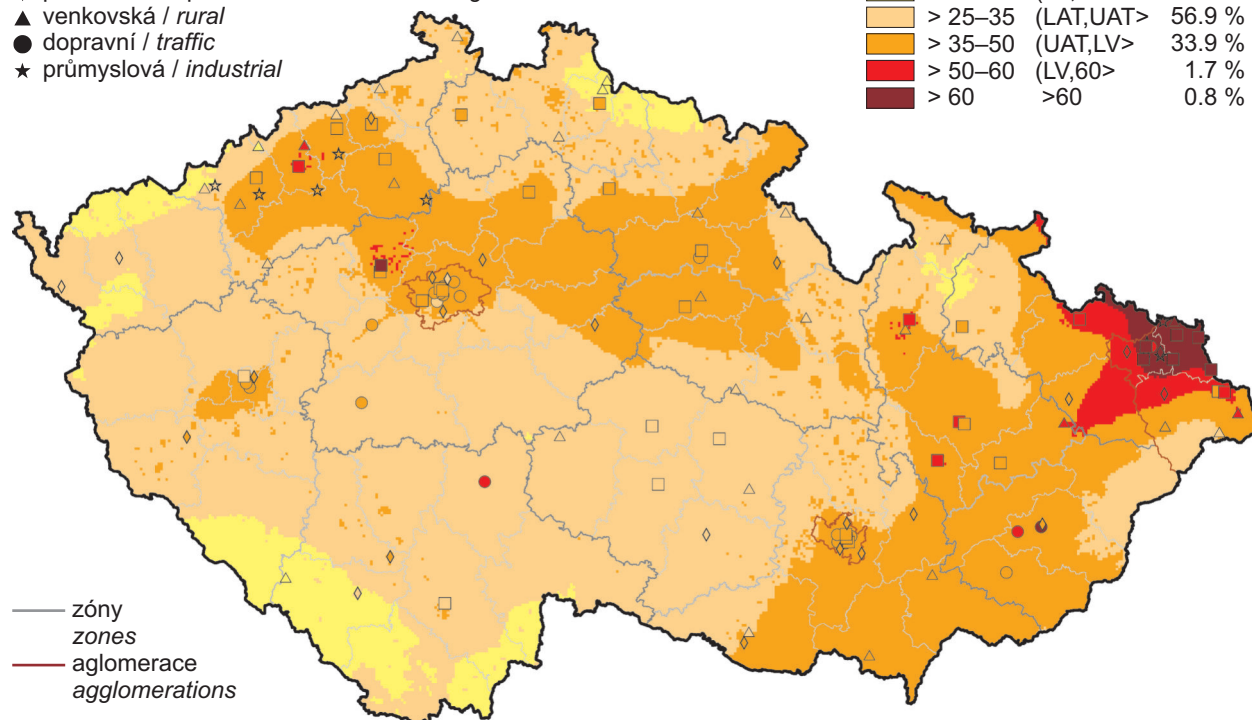 venkovská / rural
dopravní / traffic
průmyslová / industrial
> 25–35 (LAT,UAT> 56.9 %
> 35–50 (UAT,LV> 33.9 %
> 50–60 (LV,60> 1.7 %
> 60 >60 0.8 %
zóny
zones
aglomerace
agglomerations